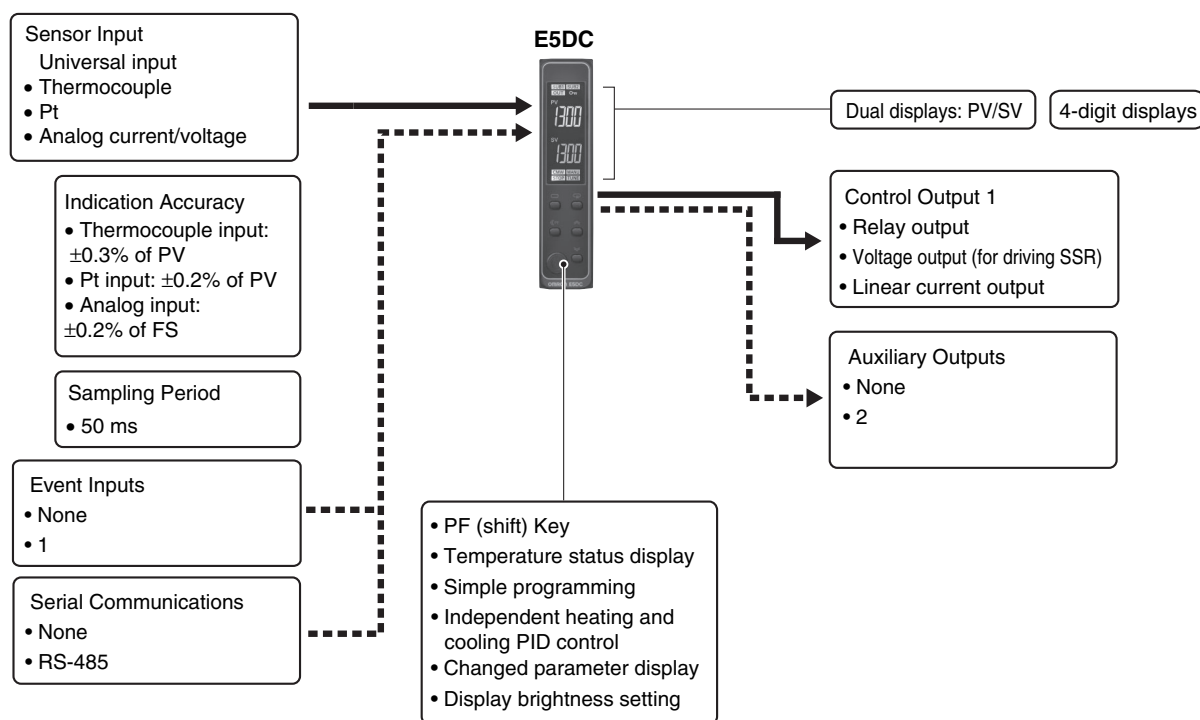 Sensor Input
Universal input
• Thermocouple
• Pt
• Analog current/voltage
Indication Accuracy
• Thermocouple input:
±0.3% of PV
• Pt input: ±0.2% of PV
• Analog input:
±0.2% of FS
Sampling Period
• 50 ms
Event Inputs
• None
• 1
Serial Communications
• None
• RS-485
E5DC
PV
1300
SV
1300
• PF (shift) Key
• Temperature status display
• Simple programming
• Independent heating and
cooling PID control
• Changed parameter display
• Display brightness setting
Dual displays: PV/SV
4-digit displays
Control Output 1
• Relay output
• Voltage output (for driving SSR)
• Linear current output
Auxiliary Outputs
• None
• 2